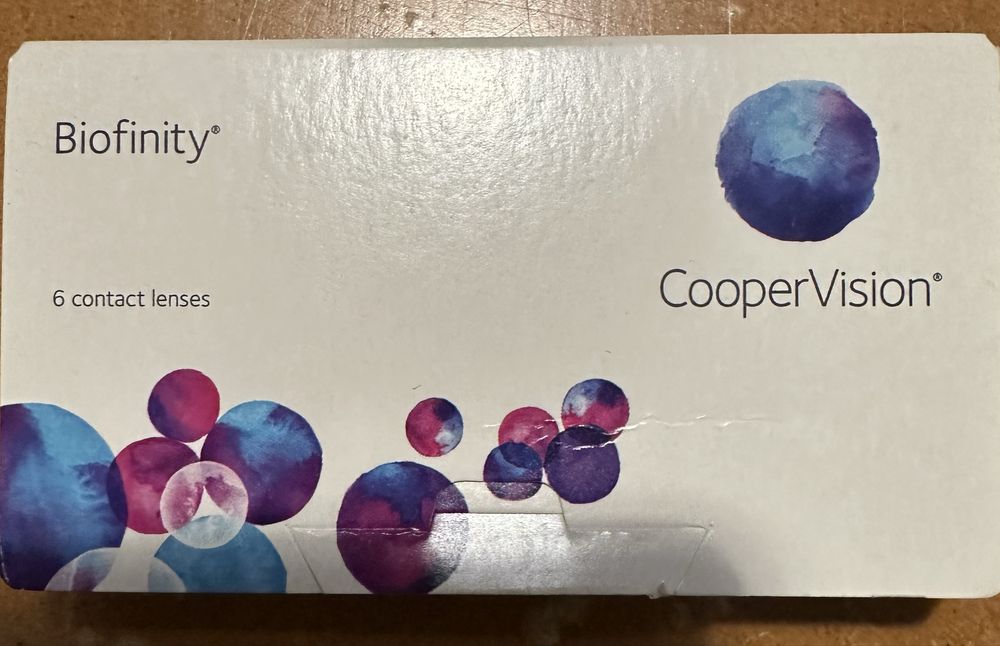 Biofinity®
CooperVision®
6 contact lenses